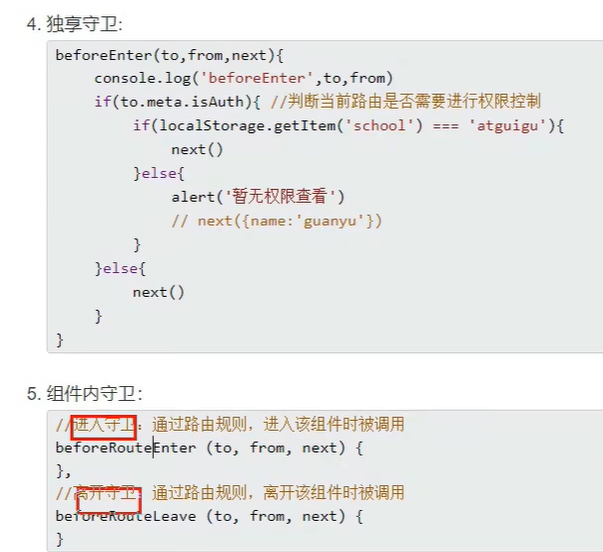 4. 独享守卫:
beforeEnter(to,from,next){
    console.log('beforeEnter',to,from)
    if(to.meta.isAuth){ //判断当前路由是否需要进行权限控制
        if(localStorage.getItem('school') === 'atguigu'){
            next()
        }else{
            alert('暂无权限查看')
            // next({name:'guanyu'})
        }
    }else{
        next()
    }
}
5. 组件内守卫:
//进入守卫: 通过路由规则, 进入该组件时被调用
beforeRouteEnter (to, from, next) {
},
//离开守卫: 通过路由规则, 离开该组件时被调用
beforeRouteLeave (to, from, next) {
}